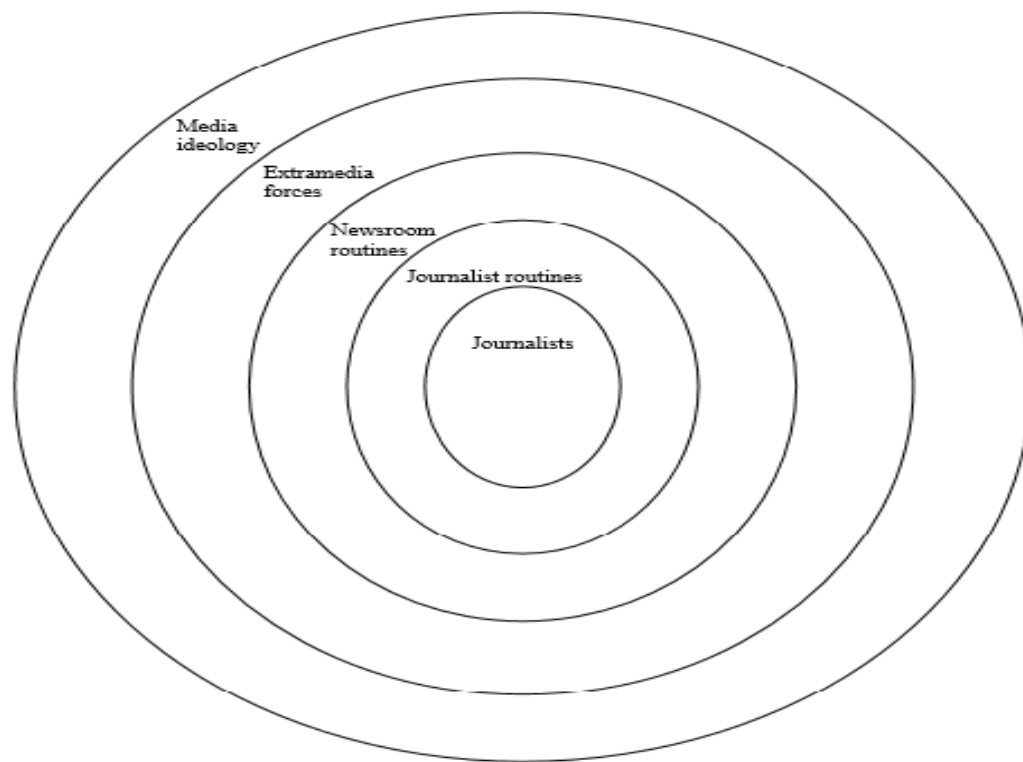 Media
ideology
Extramedia
forces
Newsroom
routines
Journalist routines
Journalists